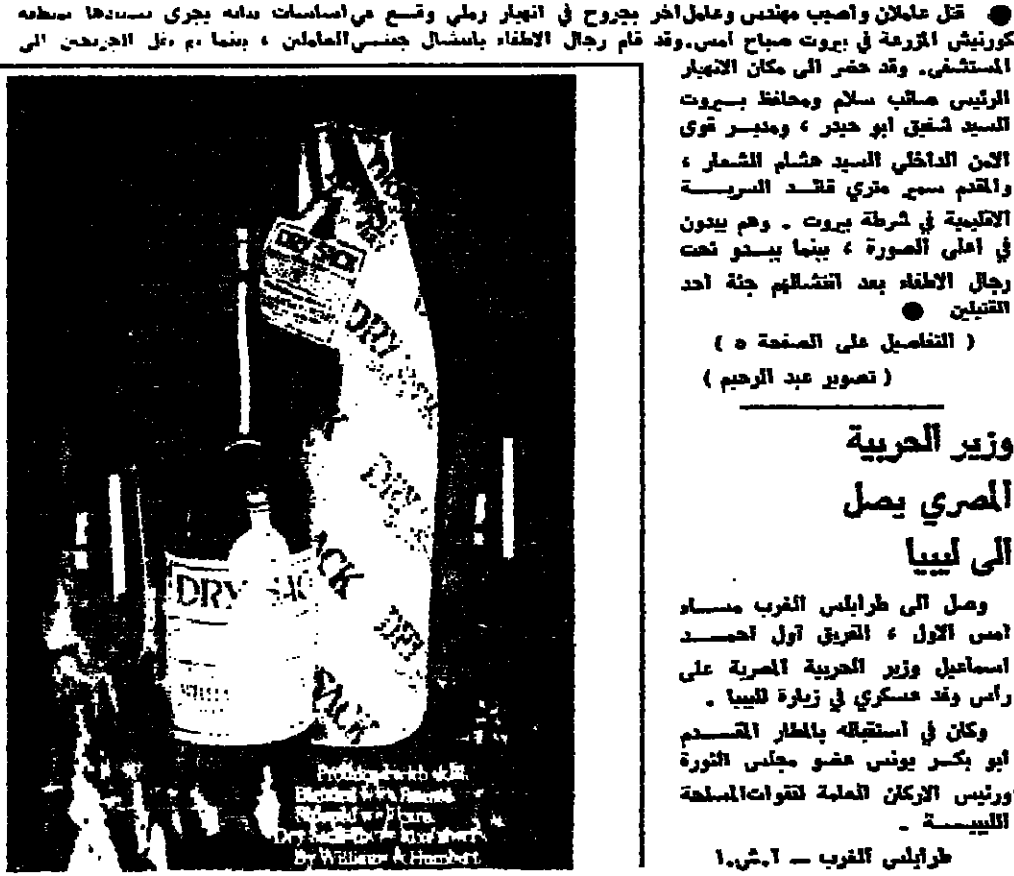 قتل عاملان واصيب مهندس وعامل آخر بجروح في انهيار رملي وقع في اساسات بناية يجري تشييدها بمنطقة
كورنيش المزرعة في بيروت صباح امس. وقد قام رجال الاطفاء بانتشال جثتي العاملين ، بينما تم نقل الجريحين الى
المستشفى. وقد حضر الى مكان الانهيار
الرئيس صائب سلام ومحافظ بيروت
السيد شفيق ابو حيدر ، ومدير قوى
الامن الداخلي السيد هشام الشعار ،
والمقدم سمير متري قائد السرية
الاقليمية في شرطة بيروت . وهم يبدون
في اعلى الصورة ، بينما يبدو تحت
رجال الاطفاء بعد انتشالهم جثة احد
القتيلين
( التفاصيل على الصفحة ٥ )
( تصوير عبد الرحيم )
وزير الحربية
المصري يصل
الى ليبيا
وصل الى طرابلس الغرب مساء
امس الاول ، الفريق اول احمد
اسماعيل وزير الحربية المصرية على
رأس وفد عسكري في زيارة لليبيا .
وكان في استقباله بالمطار المقدم
ابو بكر يونس عضو مجلس الثورة
ورئيس الاركان العامة للقوات المسلحة
الليبية .
طرابلس الغرب — أ.ش.أ
DRY SACK
DRY
DRY SACK
DRY
SACK
By Williams & Humbert.